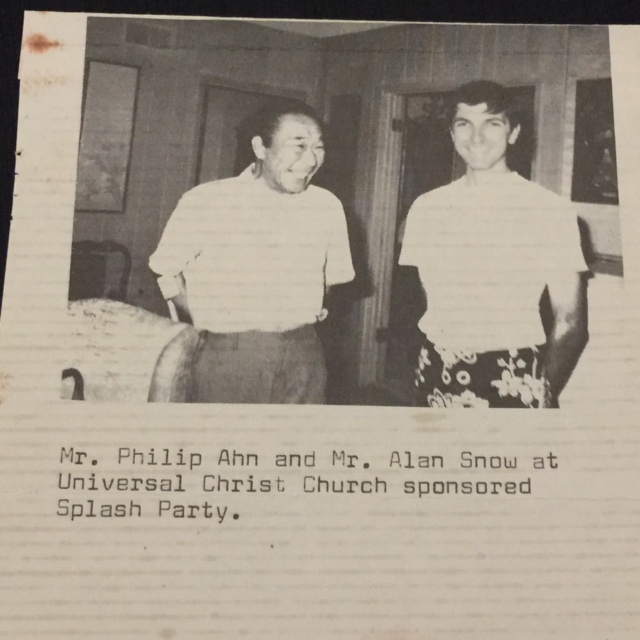 Mr. Philip Ahn and Mr. Alan Snow at
Universal Christ Church sponsored
Splash Party.